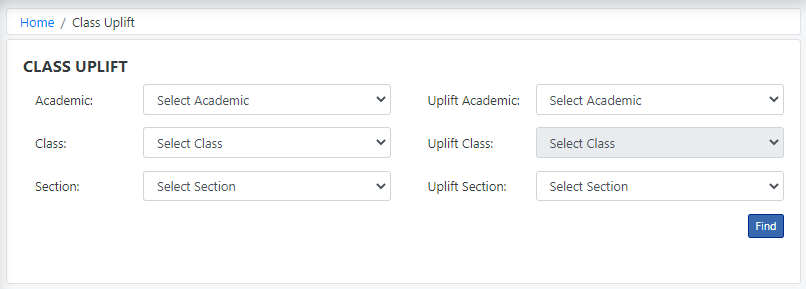 Home / Class Uplift
CLASS UPLIFT
Academic: Select Academic Uplift Academic: Select Academic
Class: Select Class Uplift Class: Select Class
Section: Select Section Uplift Section: Select Section
Find